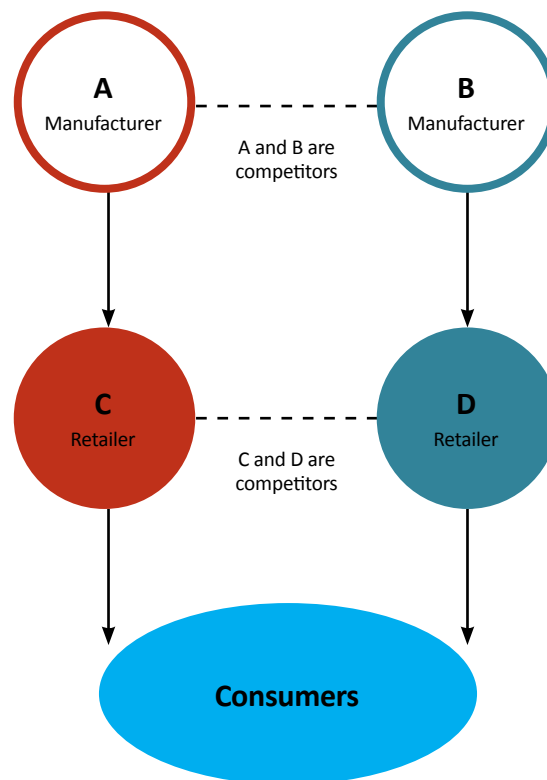 A
Manufacturer
B
Manufacturer
A and B are
competitors
C
Retailer
D
Retailer
C and D are
competitors
Consumers